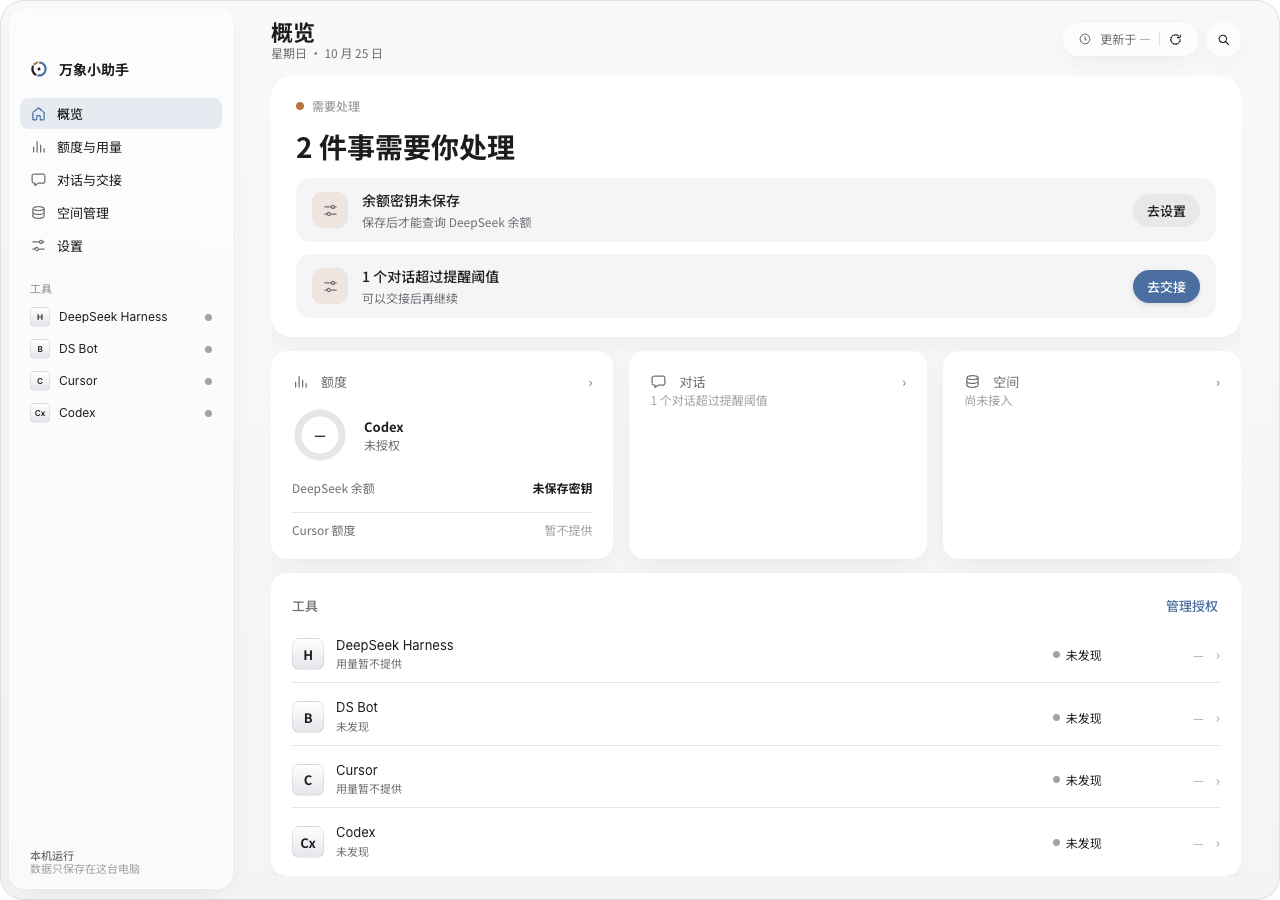 万象小助手
概览
额度与用量
对话与交接
空间管理
设置
工具
H DeepSeek Harness
B DS Bot
C Cursor
Cx Codex
本机运行
数据只保存在这台电脑
概览
星期日 · 10 月 25 日
更新于 —
需要处理
2 件事需要你处理
余额密钥未保存
保存后才能查询 DeepSeek 余额
去设置
1 个对话超过提醒阈值
可以交接后再继续
去交接
额度 ›
—
Codex
未授权
DeepSeek 余额 未保存密钥
Cursor 额度 暂不提供
对话 ›
1 个对话超过提醒阈值
空间 ›
尚未接入
工具 管理授权
H DeepSeek Harness
用量暂不提供
未发现 — ›
B DS Bot
未发现
未发现 — ›
C Cursor
用量暂不提供
未发现 — ›
Cx Codex
未发现
未发现 — ›